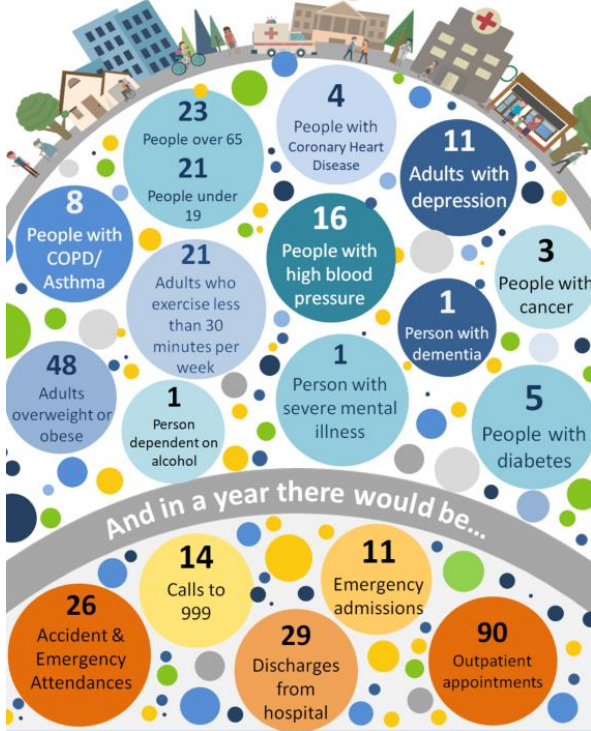 23
People over 65
21
People under
19
4
People with
Coronary Heart
Disease
11
Adults with
depression
8
People with
COPD/
Asthma
21
Adults who
exercise less
than 30
minutes per
week
16
People with
high blood
pressure
3
People with
cancer
1
Person with
dementia
48
Adults
overweight or
obese
1
Person
dependent on
alcohol
1
Person with
severe mental
illness
5
People with
diabetes
And in a year there would be...
26
Accident &
Emergency
Attendances
14
Calls to
999
29
Discharges
from
hospital
11
Emergency
admissions
90
Outpatient
appointments